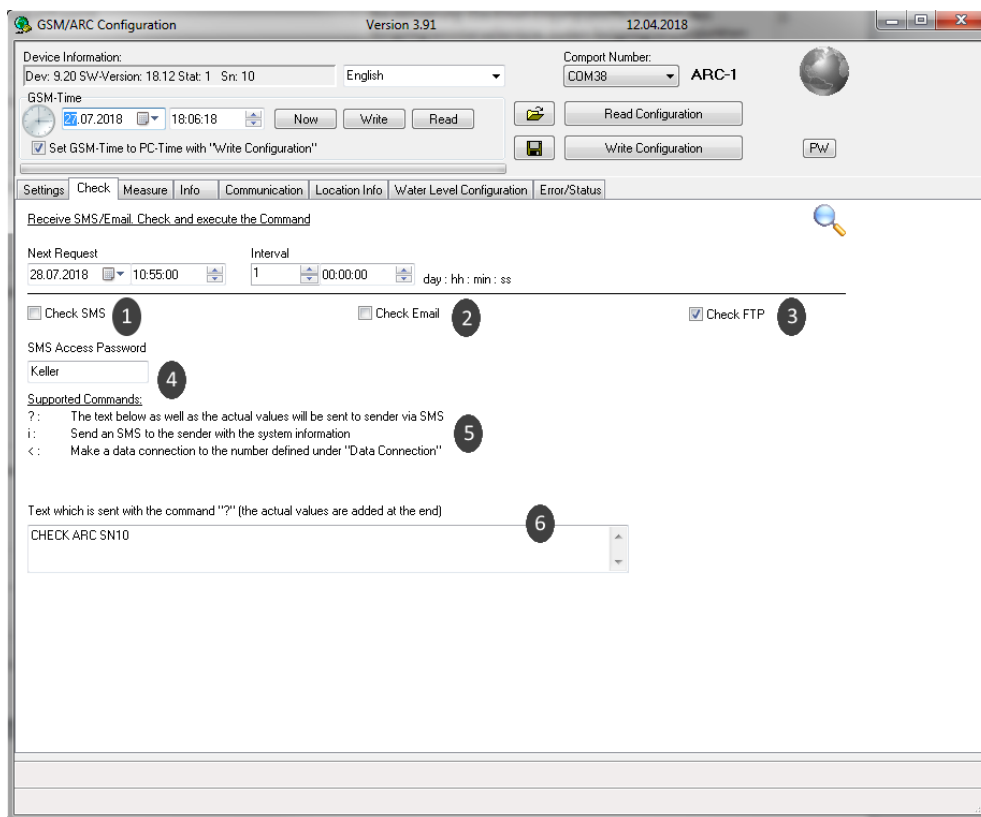 GSM/ARC Configuration Version 3.91 12.04.2018
Device Information: Comport Number:
Dev: 9.20 SW-Version: 18.12 Stat: 1 Sn: 10 English COM38 ARC-1
GSM-Time
27.07.2018 18:06:18 Now Write Read Read Configuration
Set GSM-Time to PC-Time with "Write Configuration" Write Configuration PW
Settings Check Measure Info Communication Location Info Water Level Configuration Error/Status
Receive SMS/Email. Check and execute the Command
Next Request Interval
28.07.2018 10:55:00 1 00:00:00 day : hh : min : ss
Check SMS 1 Check Email 2 Check FTP 3
SMS Access Password
Keller 4
Supported Commands:
? : The text below as well as the actual values will be sent to sender via SMS
i : Send an SMS to the sender with the system information 5
< : Make a data connection to the number defined under "Data Connection"
Text which is sent with the command "?" (the actual values are added at the end) 6
CHECK ARC SN10